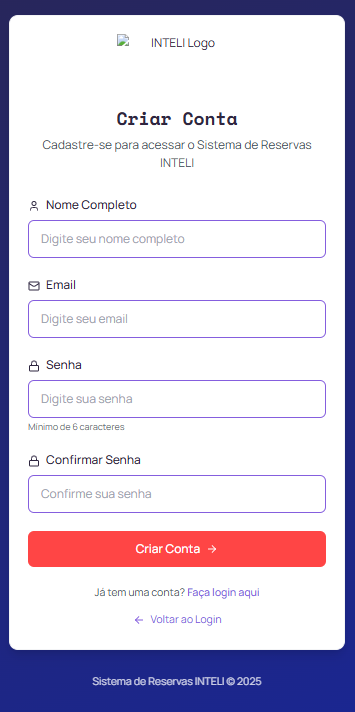 INTELI Logo
Criar Conta
Cadastre-se para acessar o Sistema de Reservas
INTELI
Nome Completo
Digite seu nome completo
Email
Digite seu email
Senha
Digite sua senha
Mínimo de 6 caracteres
Confirmar Senha
Confirme sua senha
Criar Conta →
Já tem uma conta? Faça login aqui
← Voltar ao Login
Sistema de Reservas INTELI © 2025